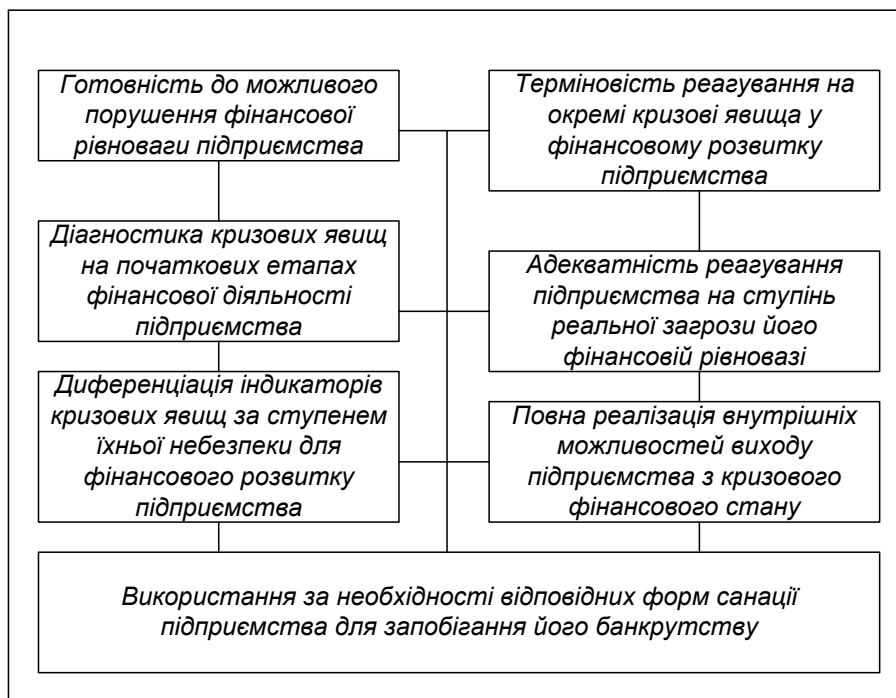 Готовність до можливого
порушення фінансової
рівноваги підприємства
Терміновість реагування на
окремі кризові явища у
фінансовому розвитку
підприємства
Діагностика кризових явищ
на початкових етапах
фінансової діяльності
підприємства
Адекватність реагування
підприємства на ступінь
реальної загрози його
фінансовій рівновазі
Диференціація індикаторів
кризових явищ за ступенем
їхньої небезпеки для
фінансового розвитку
підприємства
Повна реалізація внутрішніх
можливостей виходу
підприємства з кризового
фінансового стану
Використання за необхідності відповідних форм санації
підприємства для запобігання його банкрутству